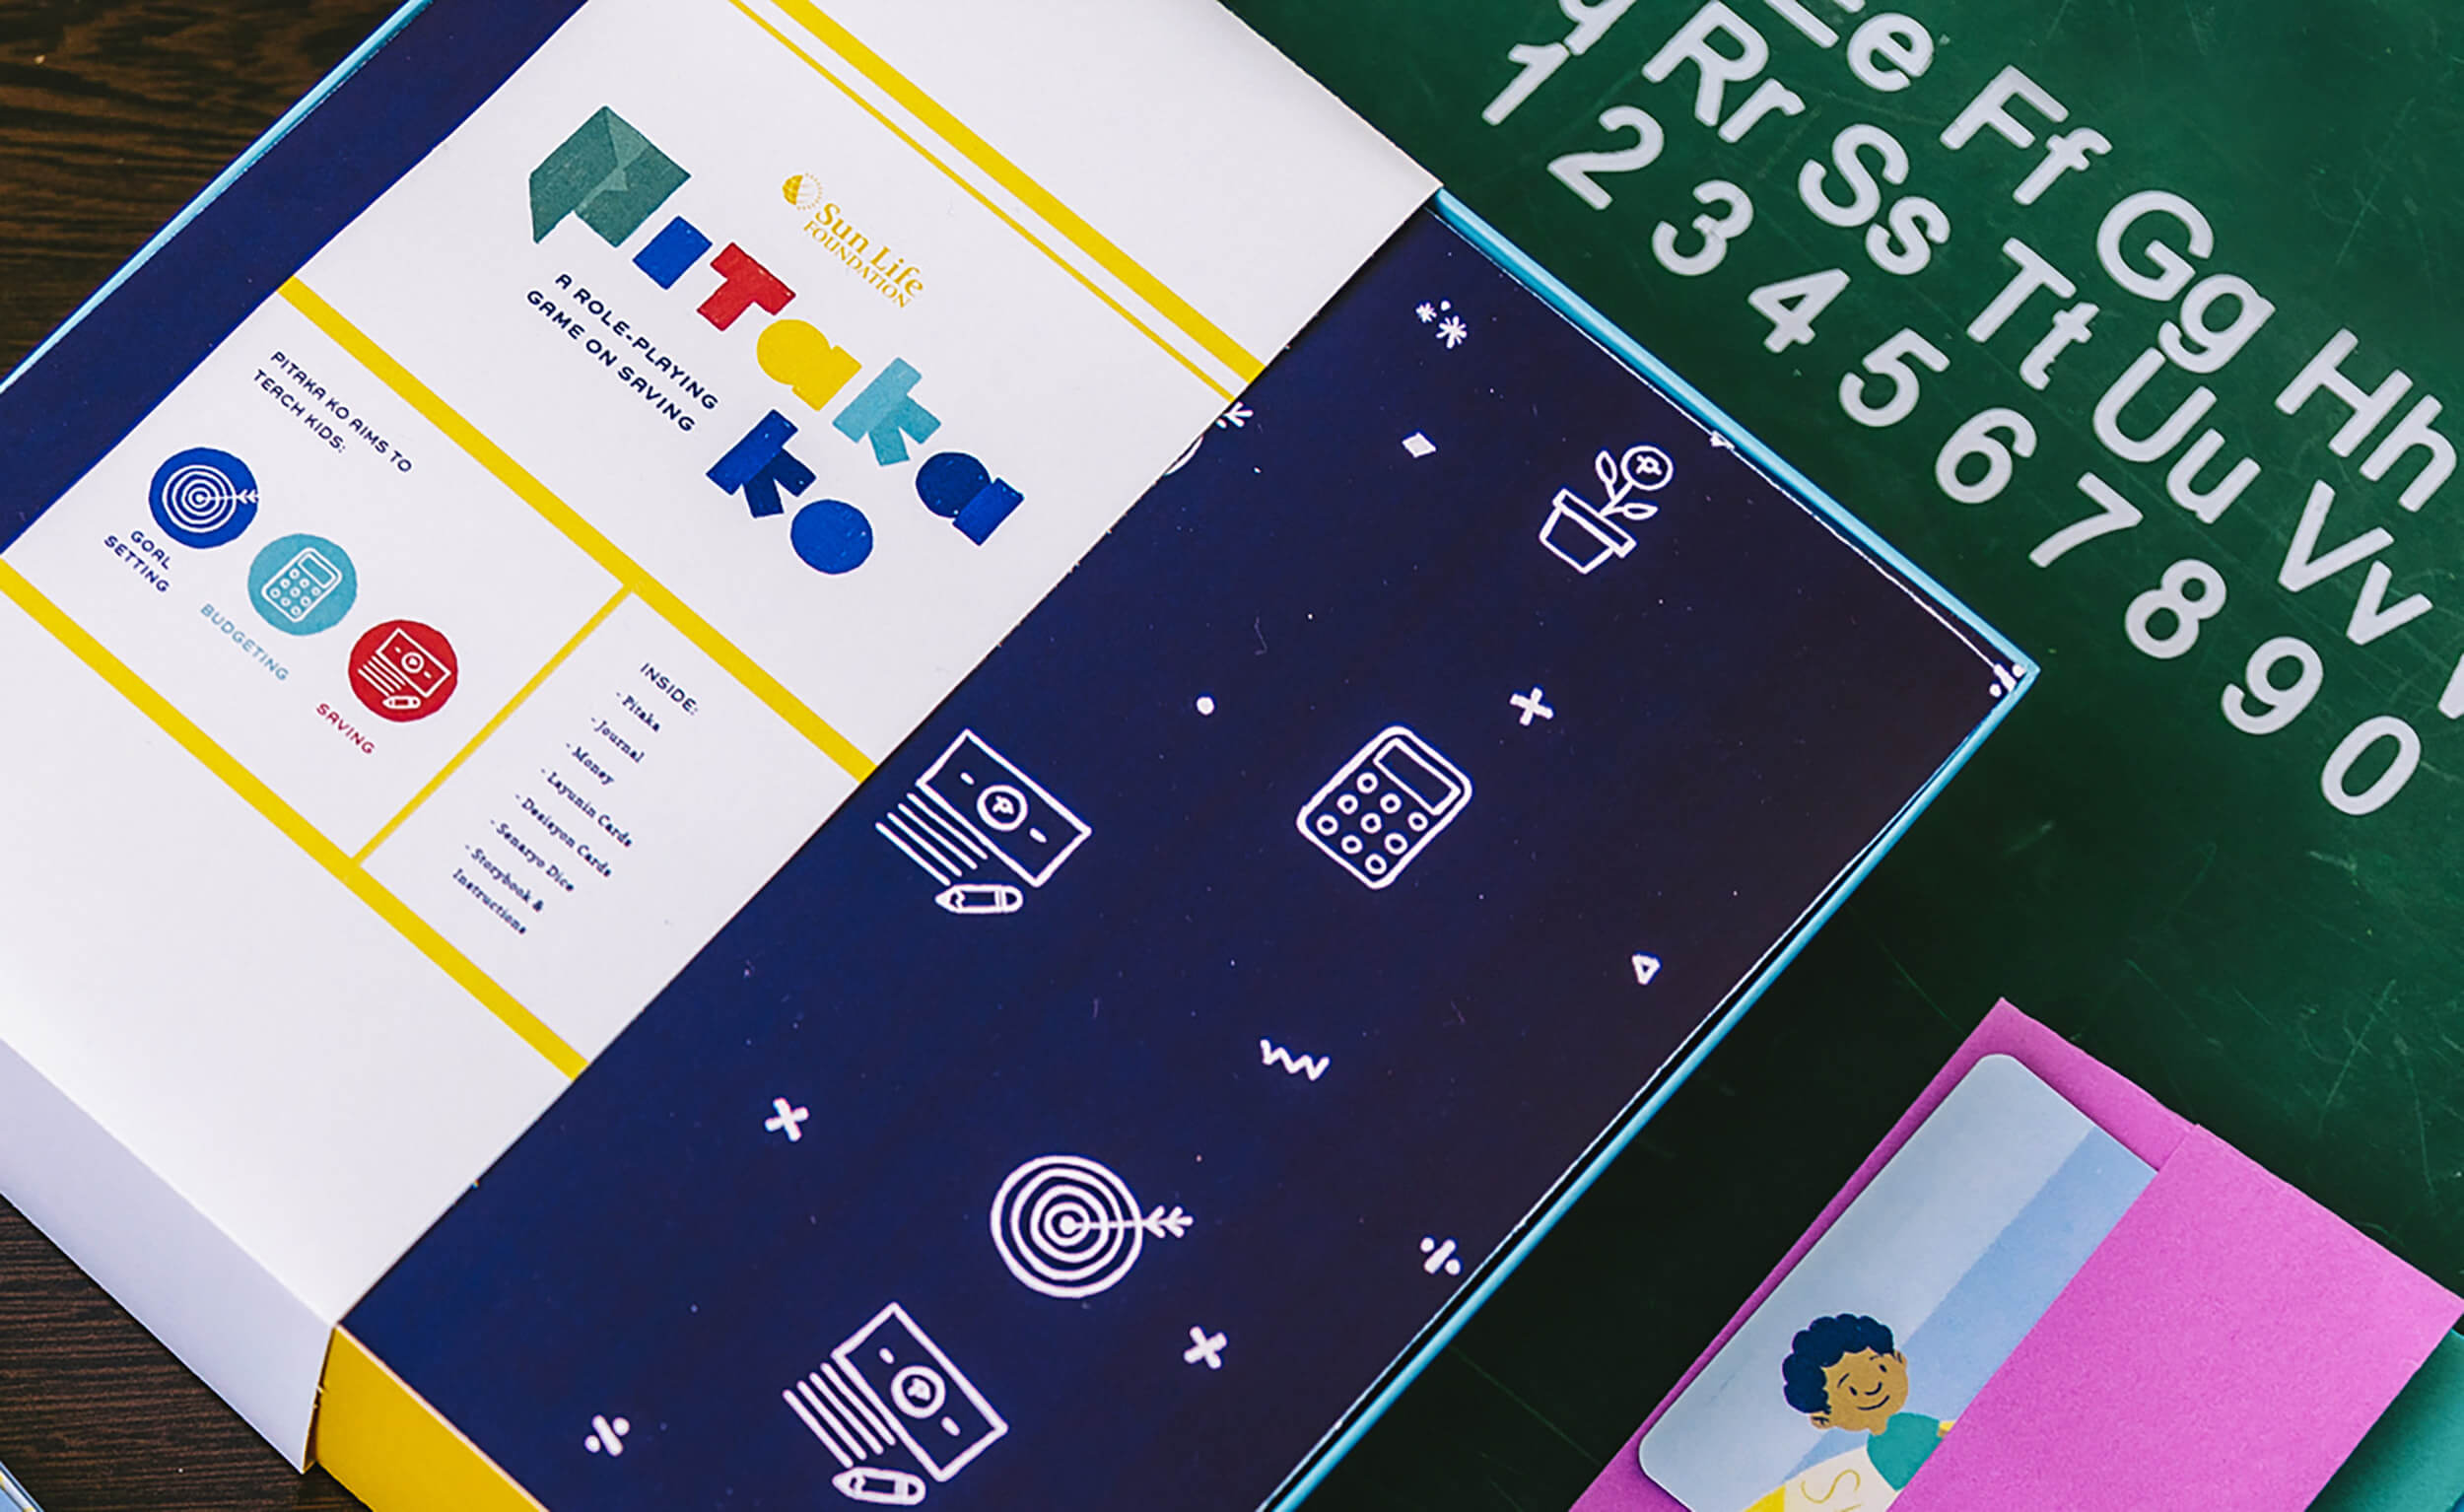 Pitaka
ko
Sun Life
FOUNDATION
A ROLE-PLAYING
GAME ON SAVING
PITAKA KO AIMS TO
TEACH KIDS:
GOAL
SETTING
BUDGETING
SAVING
INSIDE:
- Pitaka
- Journal
- Money
- Layunin Cards
- Desisyon Cards
- Senaryo Dice
- Storybook &
Instructions
Ee Ff Gg Hh
Rr Ss Tt Uu Vv
1 2 3 4 5 6 7 8 9 0